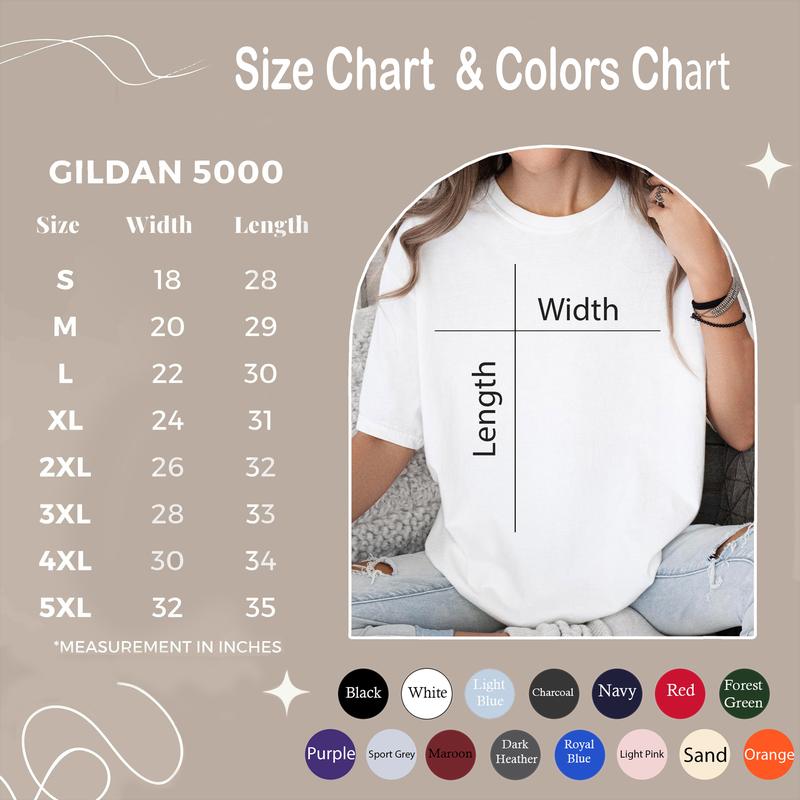 Size Chart & Colors Chart
GILDAN 5000
Size Width Length
S 18 28
M 20 29
L 22 30
XL 24 31
2XL 26 32
3XL 28 33
4XL 30 34
5XL 32 35
*MEASUREMENT IN INCHES
Width
Length
Black White Light Blue Charcoal Navy Red Forest Green
Purple Sport Grey Maroon Dark Heather Royal Blue Light Pink Sand Orange